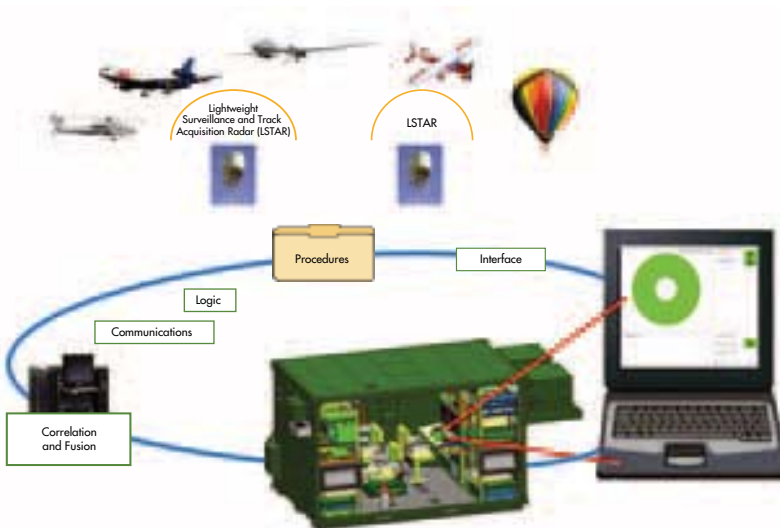 Lightweight
Surveillance and Track
Acquisition Radar (LSTAR)
LSTAR
Procedures
Interface
Logic
Communications
Correlation
and Fusion